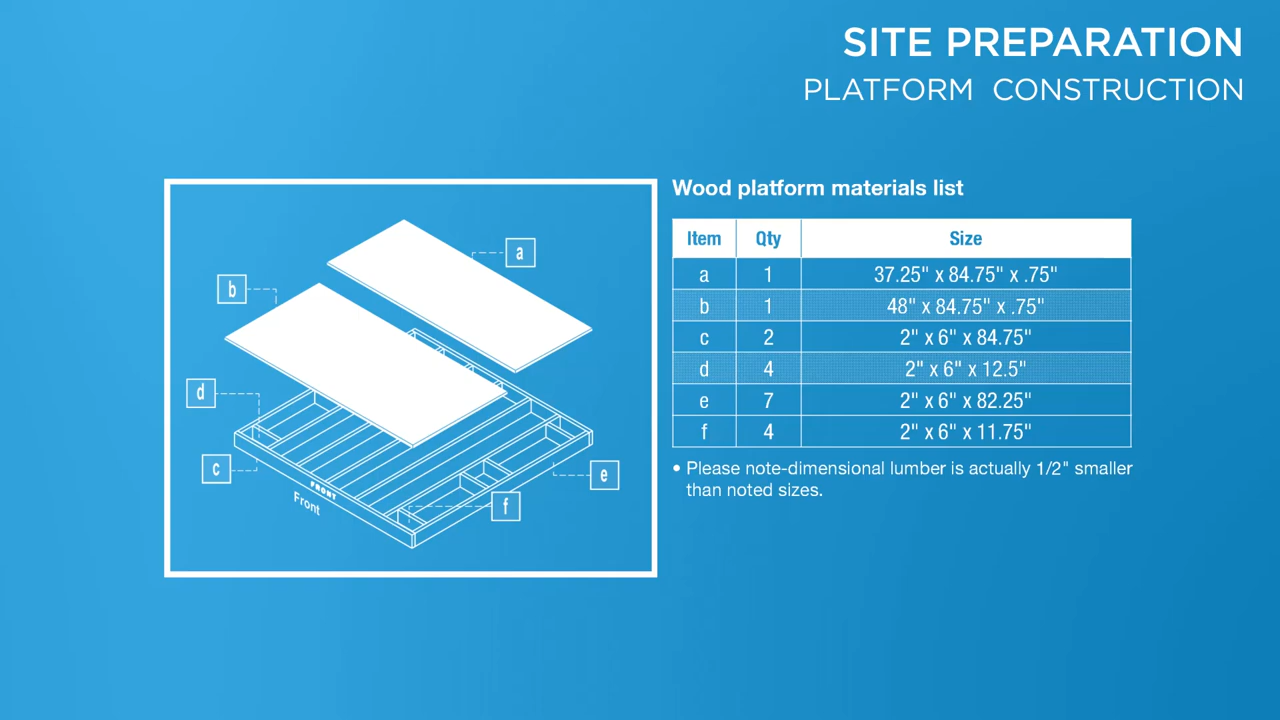 SITE PREPARATION
PLATFORM CONSTRUCTION
a
b
d
c
e
f
FRONT
Front
Wood platform materials list
Item Qty Size
a 1 37.25" x 84.75" x .75"
b 1 48" x 84.75" x .75"
c 2 2" x 6" x 84.75"
d 4 2" x 6" x 12.5"
e 7 2" x 6" x 82.25"
f 4 2" x 6" x 11.75"
• Please note-dimensional lumber is actually 1/2" smaller
than noted sizes.